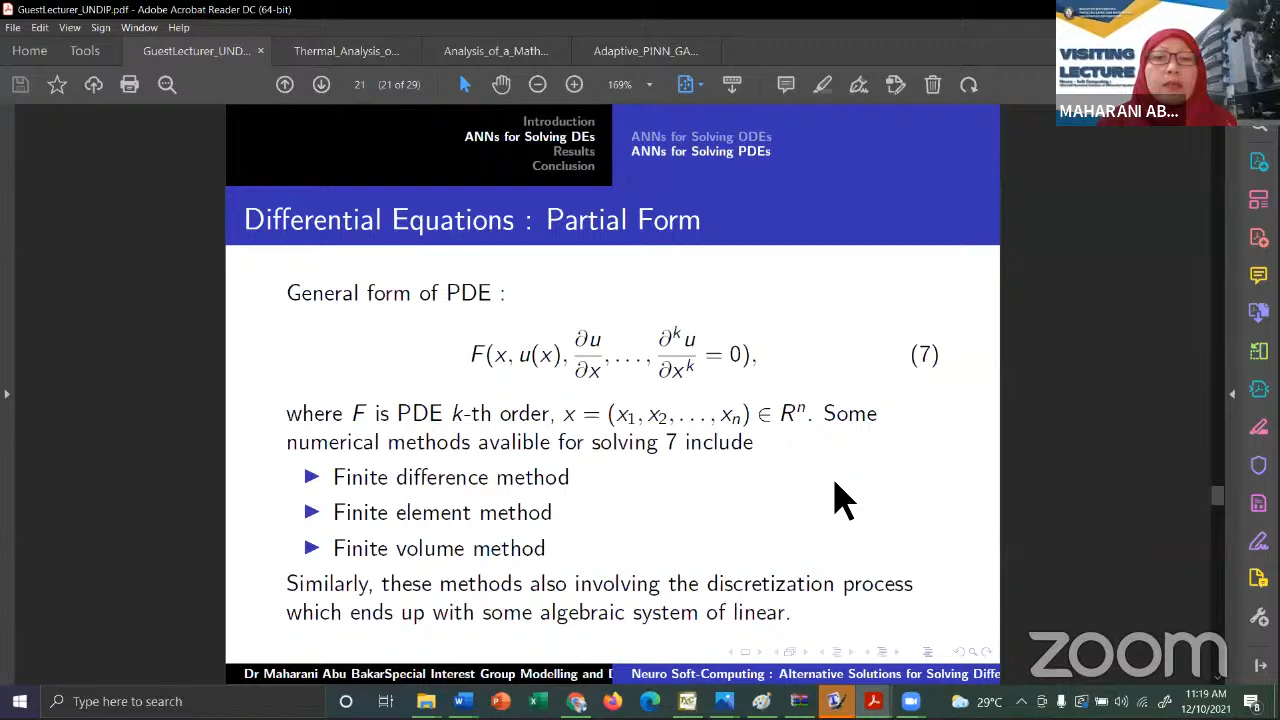 GuestLecturer_UNDIP.pdf - Adobe Acrobat Reader DC (64-bit)
File Edit View Sign Window Help
Home Tools GuestLecturer_UND... × Thermal Analysis o... Analysis of a Math... Adaptive_PINN_GA...
169%
VISITING
LECTURE
MAHARANI AB...
Introduction
ANNs for Solving DEs
Results
Conclusion
ANNs for Solving ODEs
ANNs for Solving PDEs
Differential Equations : Partial Form
General form of PDE :
F(x, u(x), ∂u/∂x, . . . , ∂ᵏu/∂xᵏ = 0), (7)
where F is PDE k-th order, x = (x₁, x₂, . . . , xₙ) ∈ Rⁿ. Some
numerical methods avalible for solving 7 include
Finite difference method
Finite element method
Finite volume method
Similarly, these methods also involving the discretization process
which ends up with some algebraic system of linear.
Dr Maharani Abu BakarSpecial Interest Group Modelling and D
Neuro Soft-Computing : Alternative Solutions for Solving Diffe
zoom
Type here to search
29°C
11:19 AM
12/10/2021